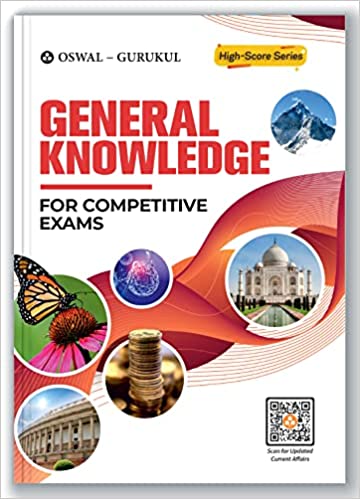 OSWAL – GURUKUL
High-Score Series
GENERAL
KNOWLEDGE
FOR COMPETITIVE
EXAMS
Scan for Updated
Current Affairs